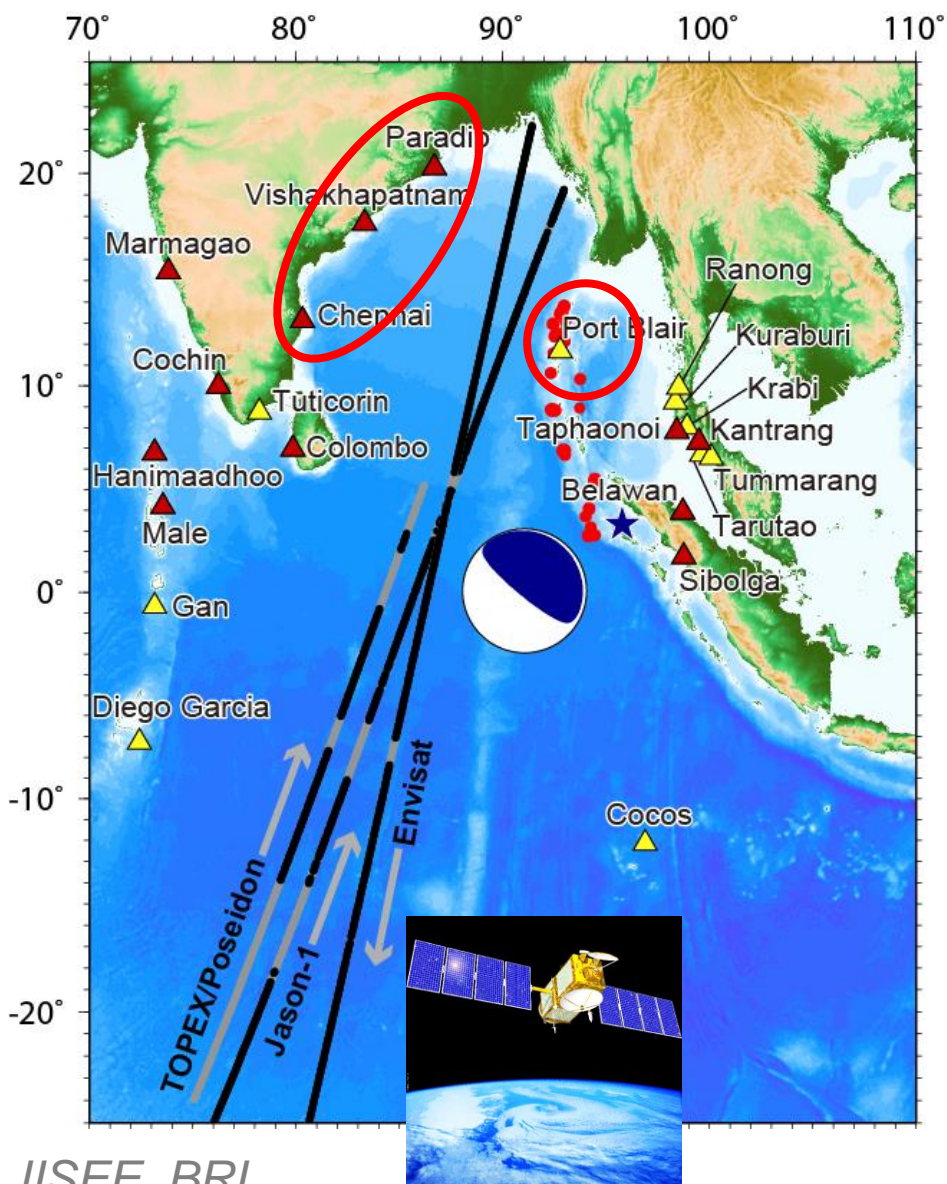 70° 80° 90° 100° 110°
20°
10°
0°
-10°
-20°
Paradip
Vishakhapatnam
Marmagao
Ranong
Chennai
Port Blair
Kuraburi
Cochin
Krabi
Tuticorin
Taphaonoi
Kantrang
Colombo
Hanimaadhoo
Belawan
Tummarang
Male
Tarutao
Sibolga
Gan
Diego Garcia
Envisat
Cocos
TOPEX/Poseidon
Jason-1
IISEE, BRI